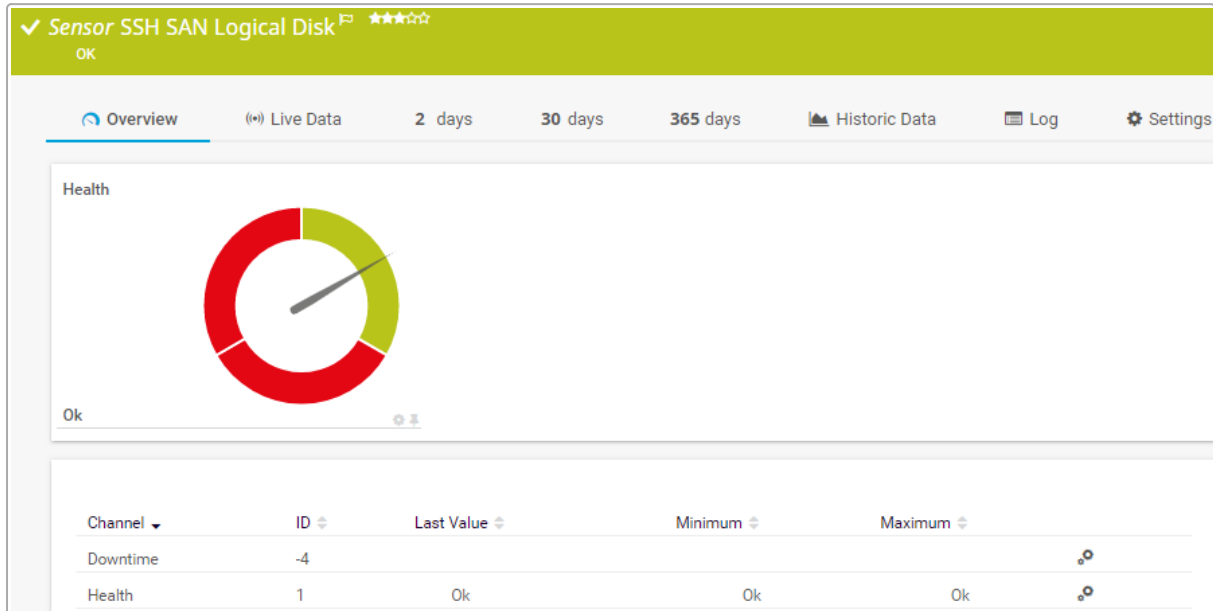 Sensor SSH SAN Logical Disk
OK
Overview Live Data 2 days 30 days 365 days Historic Data Log Settings
Health
Ok
Channel ID Last Value Minimum Maximum
Downtime -4
Health 1 Ok Ok Ok